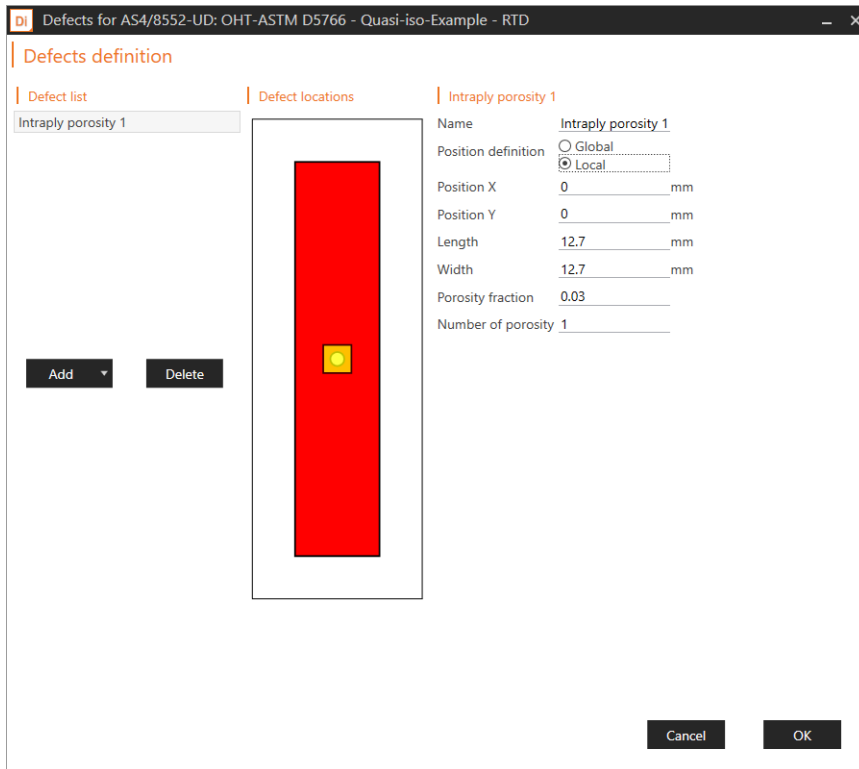 Di Defects for AS4/8552-UD: OHT-ASTM D5766 - Quasi-iso-Example - RTD
Defects definition
Defect list
Intraply porosity 1
Add
Delete
Defect locations
Intraply porosity 1
Name Intraply porosity 1
Position definition Global
Local
Position X 0 mm
Position Y 0 mm
Length 12.7 mm
Width 12.7 mm
Porosity fraction 0.03
Number of porosity 1
Cancel
OK